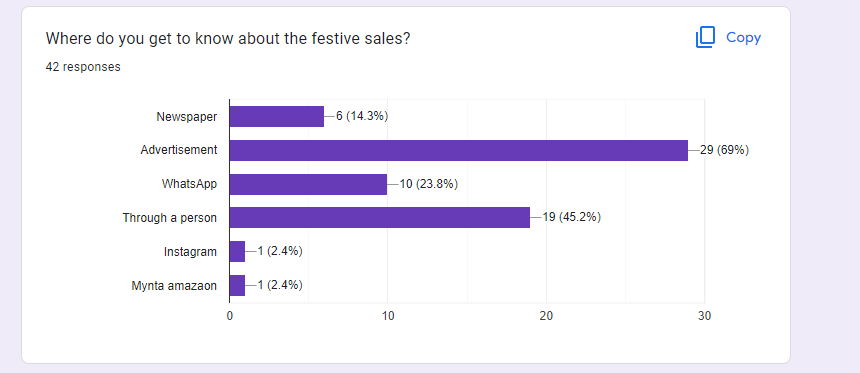 Where do you get to know about the festive sales?
Copy
42 responses
Newspaper 6 (14.3%)
Advertisement 29 (69%)
WhatsApp 10 (23.8%)
Through a person 19 (45.2%)
Instagram 1 (2.4%)
Mynta amazaon 1 (2.4%)
0 10 20 30